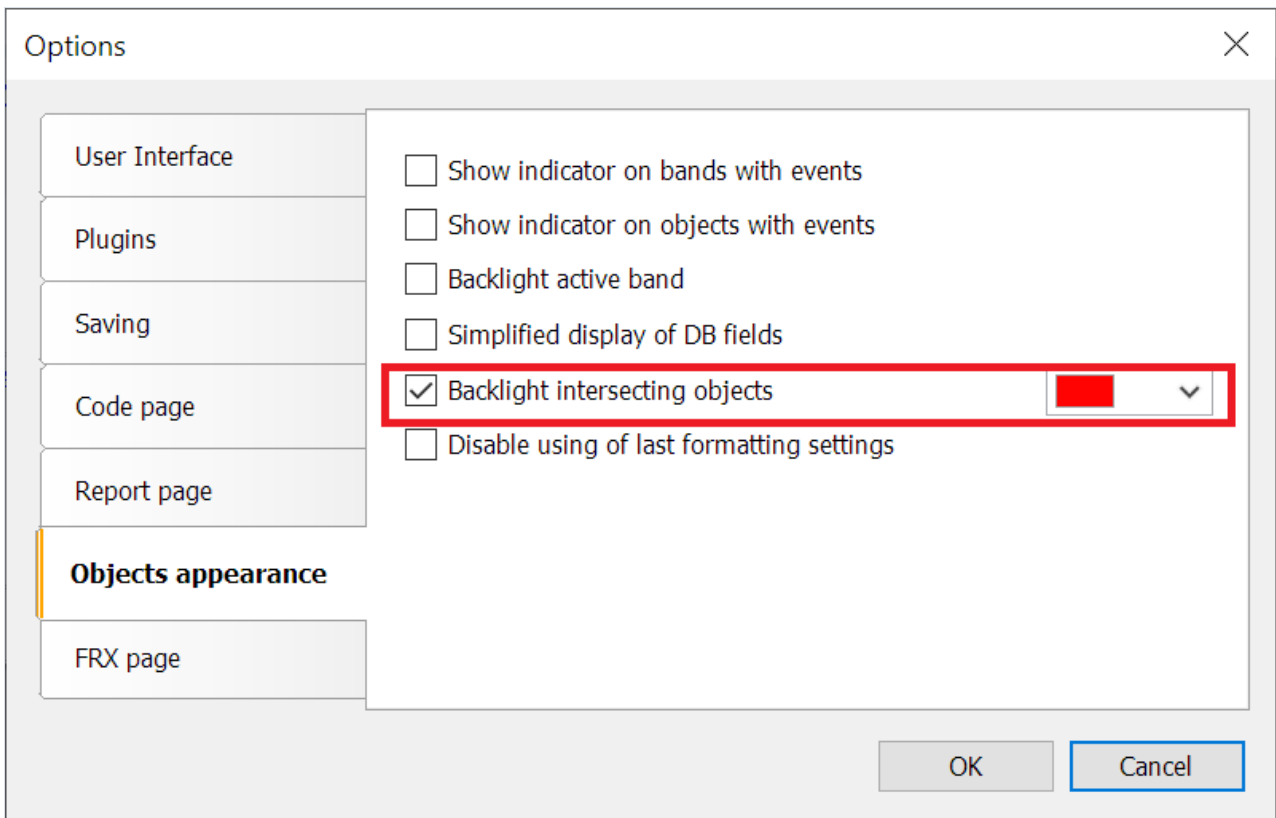 Options
User Interface
Plugins
Saving
Code page
Report page
Objects appearance
FRX page
Show indicator on bands with events
Show indicator on objects with events
Backlight active band
Simplified display of DB fields
Backlight intersecting objects
Disable using of last formatting settings
OK
Cancel